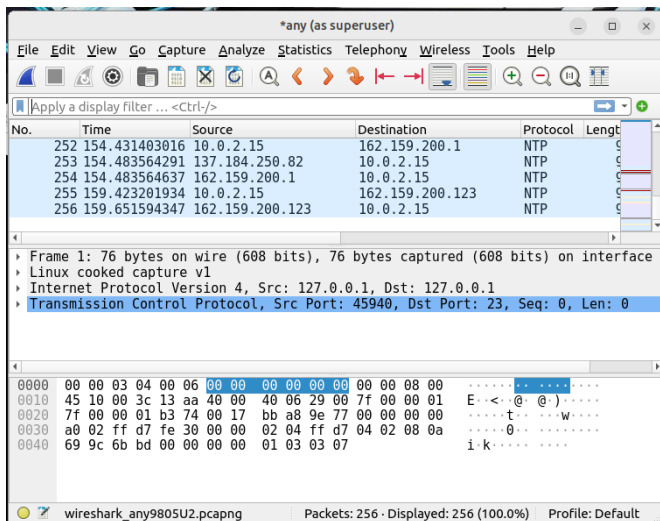 *any (as superuser)
File Edit View Go Capture Analyze Statistics Telephony Wireless Tools Help
Apply a display filter … <Ctrl-/>
No. Time Source Destination Protocol Lengt
252 154.431403016 10.0.2.15 162.159.200.1 NTP 9
253 154.483564291 137.184.250.82 10.0.2.15 NTP 9
254 154.483564637 162.159.200.1 10.0.2.15 NTP 9
255 159.423201934 10.0.2.15 162.159.200.123 NTP 9
256 159.651594347 162.159.200.123 10.0.2.15 NTP 9
Frame 1: 76 bytes on wire (608 bits), 76 bytes captured (608 bits) on interface
Linux cooked capture v1
Internet Protocol Version 4, Src: 127.0.0.1, Dst: 127.0.0.1
Transmission Control Protocol, Src Port: 45940, Dst Port: 23, Seq: 0, Len: 0
0000 00 00 03 04 00 06 00 00 00 00 00 00 00 00 08 00 ········ ········
0010 45 10 00 3c 13 aa 40 00 40 06 29 00 7f 00 00 01 E··<··@· @·)·····
0020 7f 00 00 01 b3 74 00 17 bb a8 9e 77 00 00 00 00 ·····t·· ···w····
0030 a0 02 ff d7 fe 30 00 00 02 04 ff d7 04 02 08 0a ·····0·· ········
0040 69 9c 6b bd 00 00 00 00 01 03 03 07 i·k····· ····
wireshark_any9805U2.pcapng Packets: 256 · Displayed: 256 (100.0%) Profile: Default